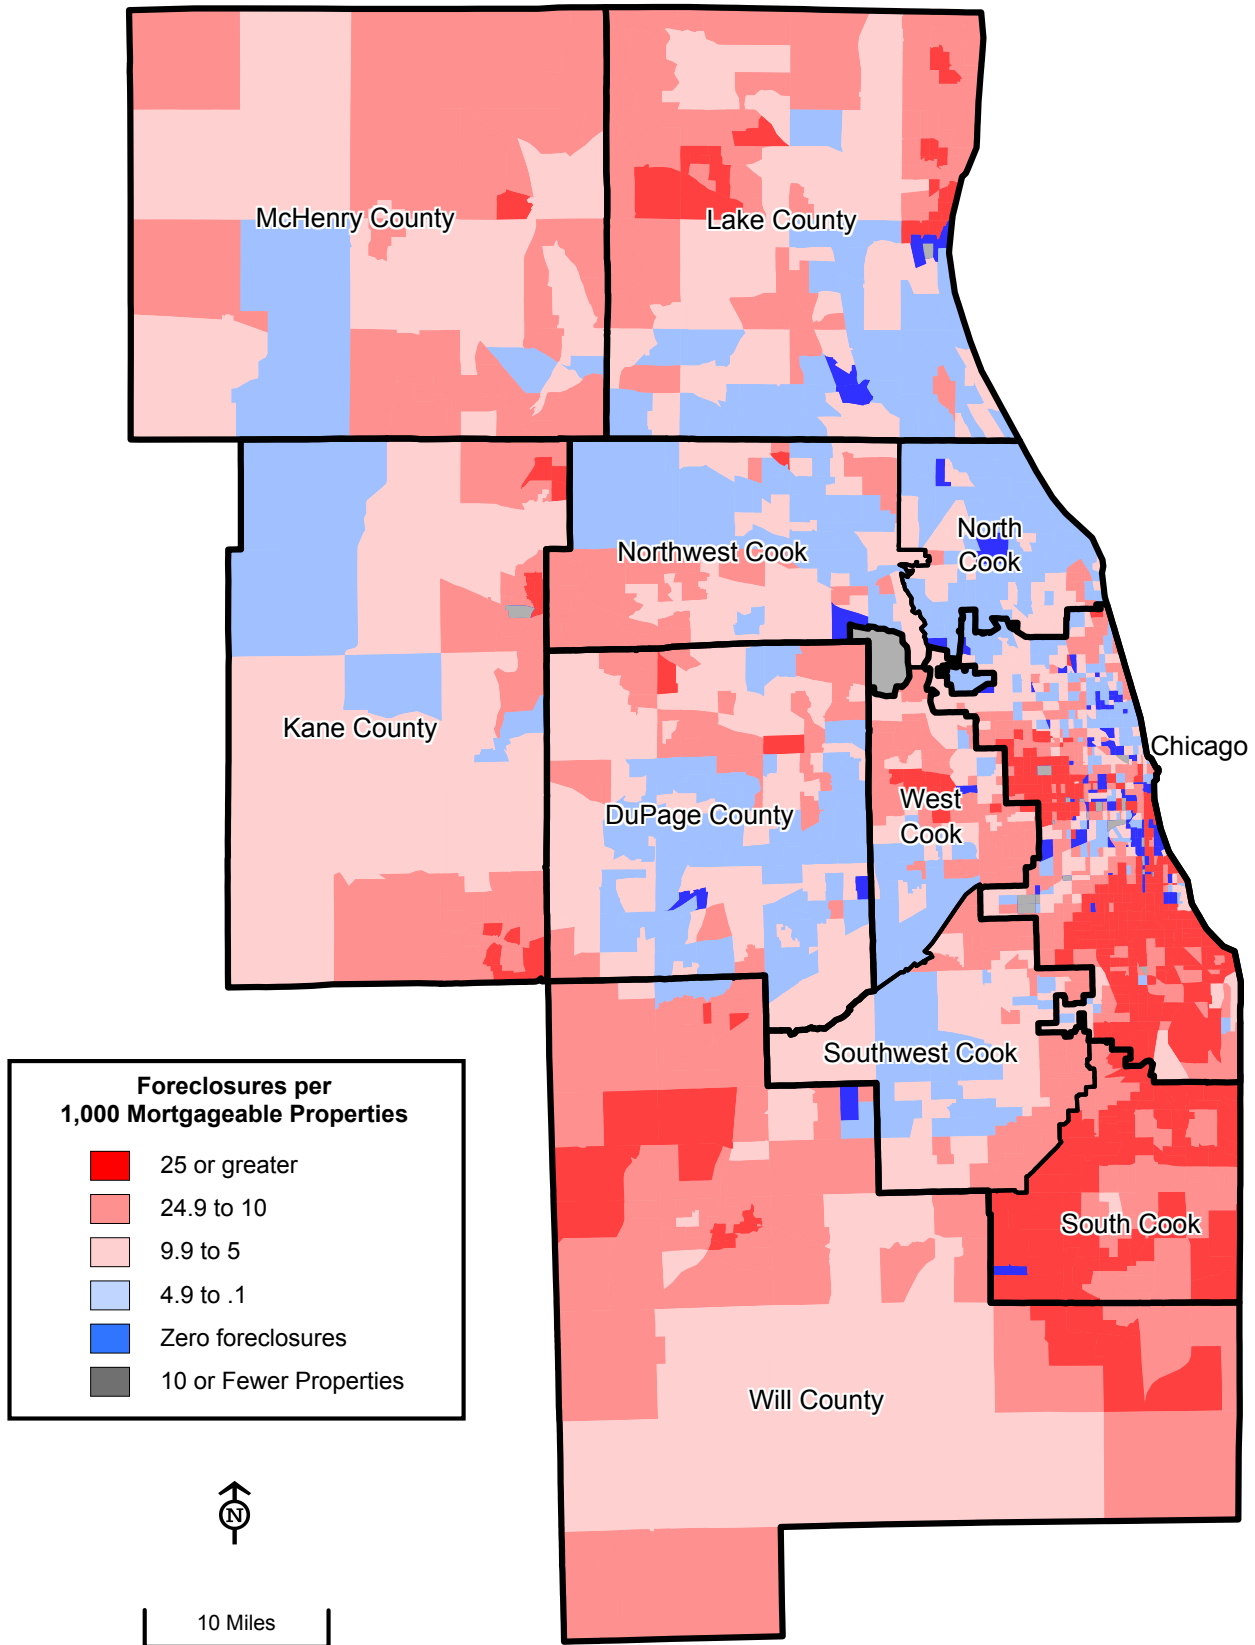 McHenry County
Lake County
North
Cook
Northwest Cook
Kane County
Chicago
DuPage County
West
Cook
Southwest Cook
Foreclosures per
1,000 Mortgageable Properties
25 or greater
24.9 to 10
9.9 to 5
4.9 to .1
Zero foreclosures
10 or Fewer Properties
South Cook
Will County
N
10 Miles